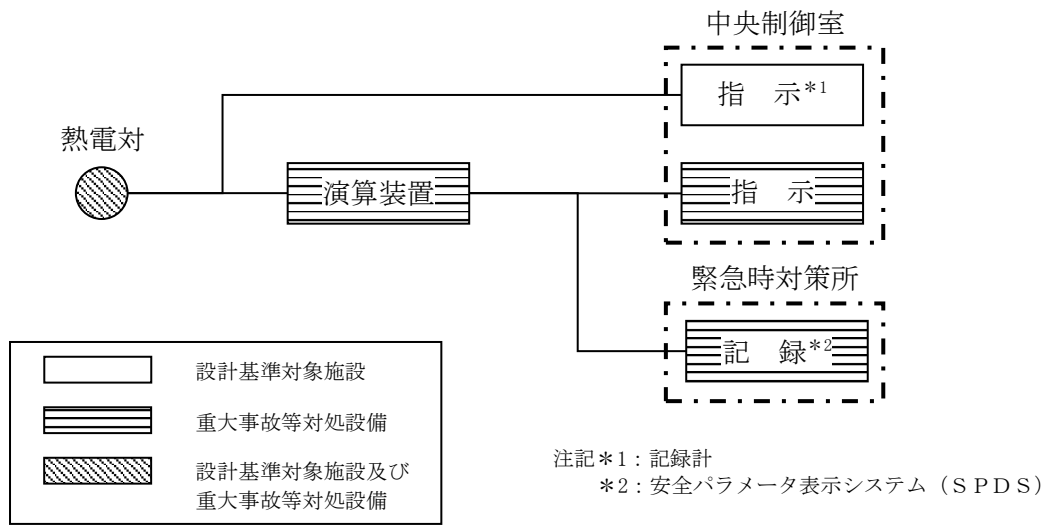 中央制御室
指　示*1
熱電対
演算装置
指　示
緊急時対策所
記　録*2
設計基準対象施設
重大事故等対処設備
設計基準対象施設及び
重大事故等対処設備
注記*1：記録計
*2：安全パラメータ表示システム（ＳＰＤＳ）